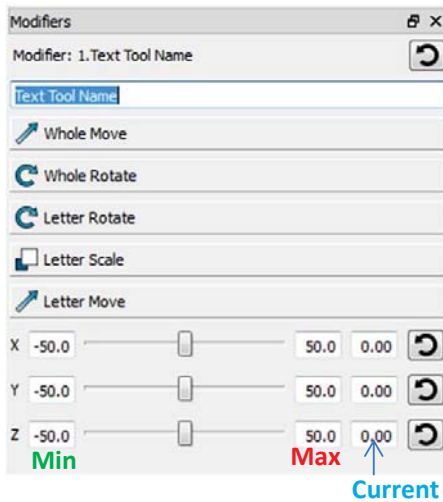 Modifiers
Modifier: 1.Text Tool Name
Text Tool Name
Whole Move
Whole Rotate
Letter Rotate
Letter Scale
Letter Move
X -50.0 50.0 0.00
Y -50.0 50.0 0.00
Z -50.0 50.0 0.00
Min Max
Current